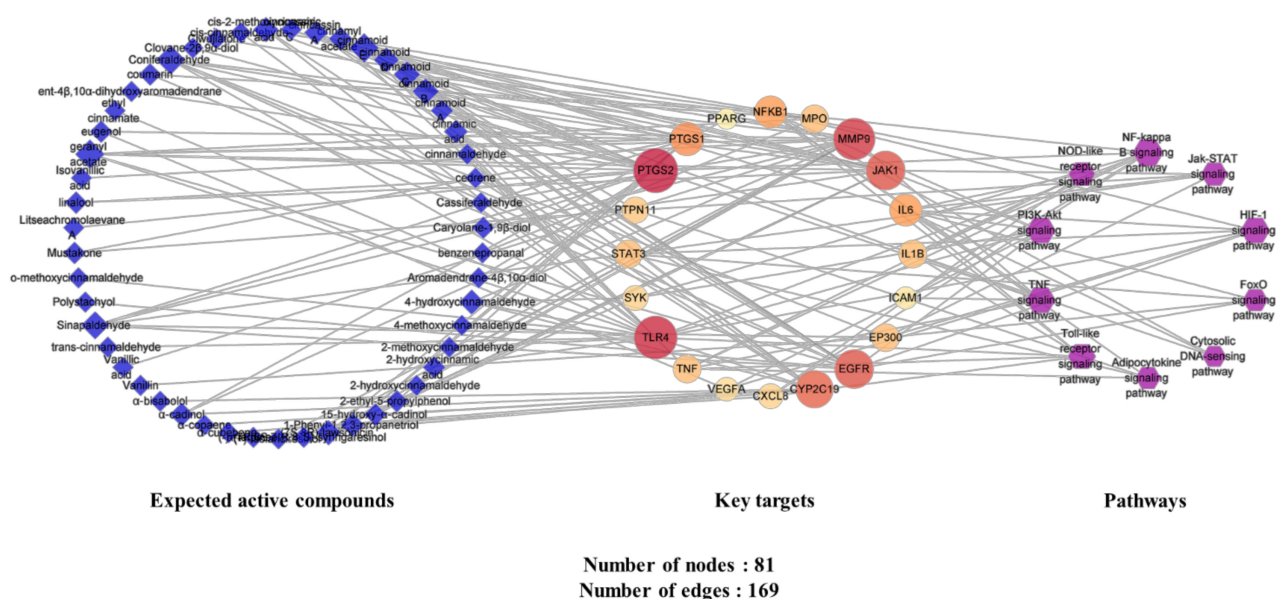 cis-cinnamaldehyde
acid
acetate
cinnamyl
cinnamoid
cinnamoid
cinnamoid
B
cinnamoid
A
cinnamic
acid
cinnamaldehyde
cedrene
Cassiferaldehyde
Caryolane-1,9β-diol
benzenepropanal
Aromadendrane-4β,10α-diol
4-hydroxycinnamaldehyde
4-methoxycinnamaldehyde
2-methoxycinnamaldehyde
2-hydroxycinnamic
acid
2-hydroxycinnamaldehyde
2-ethyl-5-propylphenol
15-hydroxy-α-cadinol
1-Phenyl-1,2,3-propanetriol
Clovane-2β,9α-diol
Coniferaldehyde
coumarin
ent-4β,10α-dihydroxyaromadendrane
ethyl
cinnamate
eugenol
geranyl
acetate
Isovanillic
acid
linalool
Litseachromolaevane
A
Mustakone
o-methoxycinnamaldehyde
Polystachyol
Sinapaldehyde
trans-cinnamaldehyde
Vanillic
acid
Vanillin
α-bisabolol
α-cadinol
α-copaene
PPARG
NFKB1
MPO
PTGS1
MMP9
PTGS2
JAK1
PTPN11
IL6
STAT3
IL1B
SYK
ICAM1
TLR4
EP300
TNF
EGFR
VEGFA
CXCL8
CYP2C19
NF-kappa
B signaling
pathway
NOD-like
receptor
signaling
pathway
Jak-STAT
signaling
pathway
PI3K-Akt
signaling
pathway
HIF-1
signaling
pathway
TNF
signaling
pathway
FoxO
signaling
pathway
Toll-like
receptor
signaling
pathway
Adipocytokine
signaling
pathway
Cytosolic
DNA-sensing
pathway
Expected active compounds
Key targets
Pathways
Number of nodes : 81
Number of edges : 169